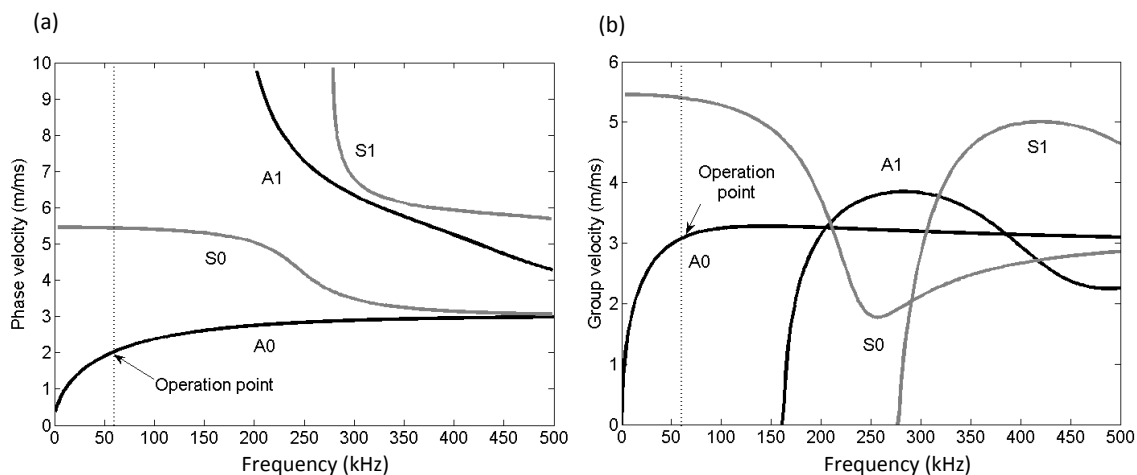 (a)
10
9
8
7
6
5
4
3
2
1
0
Phase velocity (m/ms)
S1
A1
S0
A0
Operation point
0 50 100 150 200 250 300 350 400 450 500
Frequency (kHz)
(b)
6
5
4
3
2
1
0
Group velocity (m/ms)
S1
A1
Operation
point
A0
S0
0 50 100 150 200 250 300 350 400 450 500
Frequency (kHz)